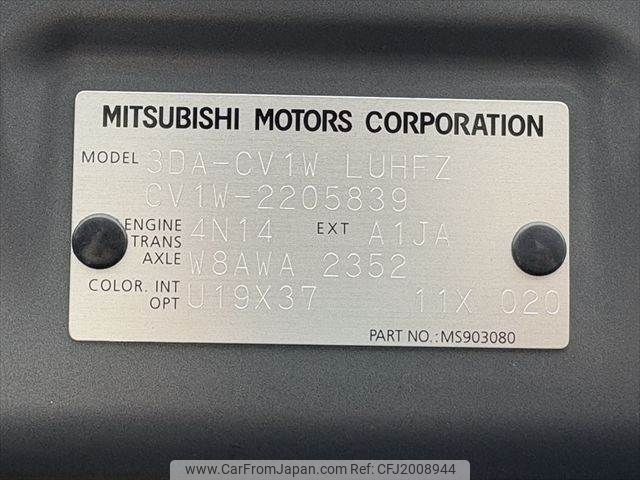 MITSUBISHI MOTORS CORPORATION
MODEL 3DA-CV1W LUHFZ
CV1W-2205839
ENGINE 4N14 EXT A1JA
TRANS
AXLE W8AWA 2352
COLOR. INT U19X37 11X 020
OPT
PART NO.:MS903080
www.CarFromJapan.com | Ref: CFJ2008944